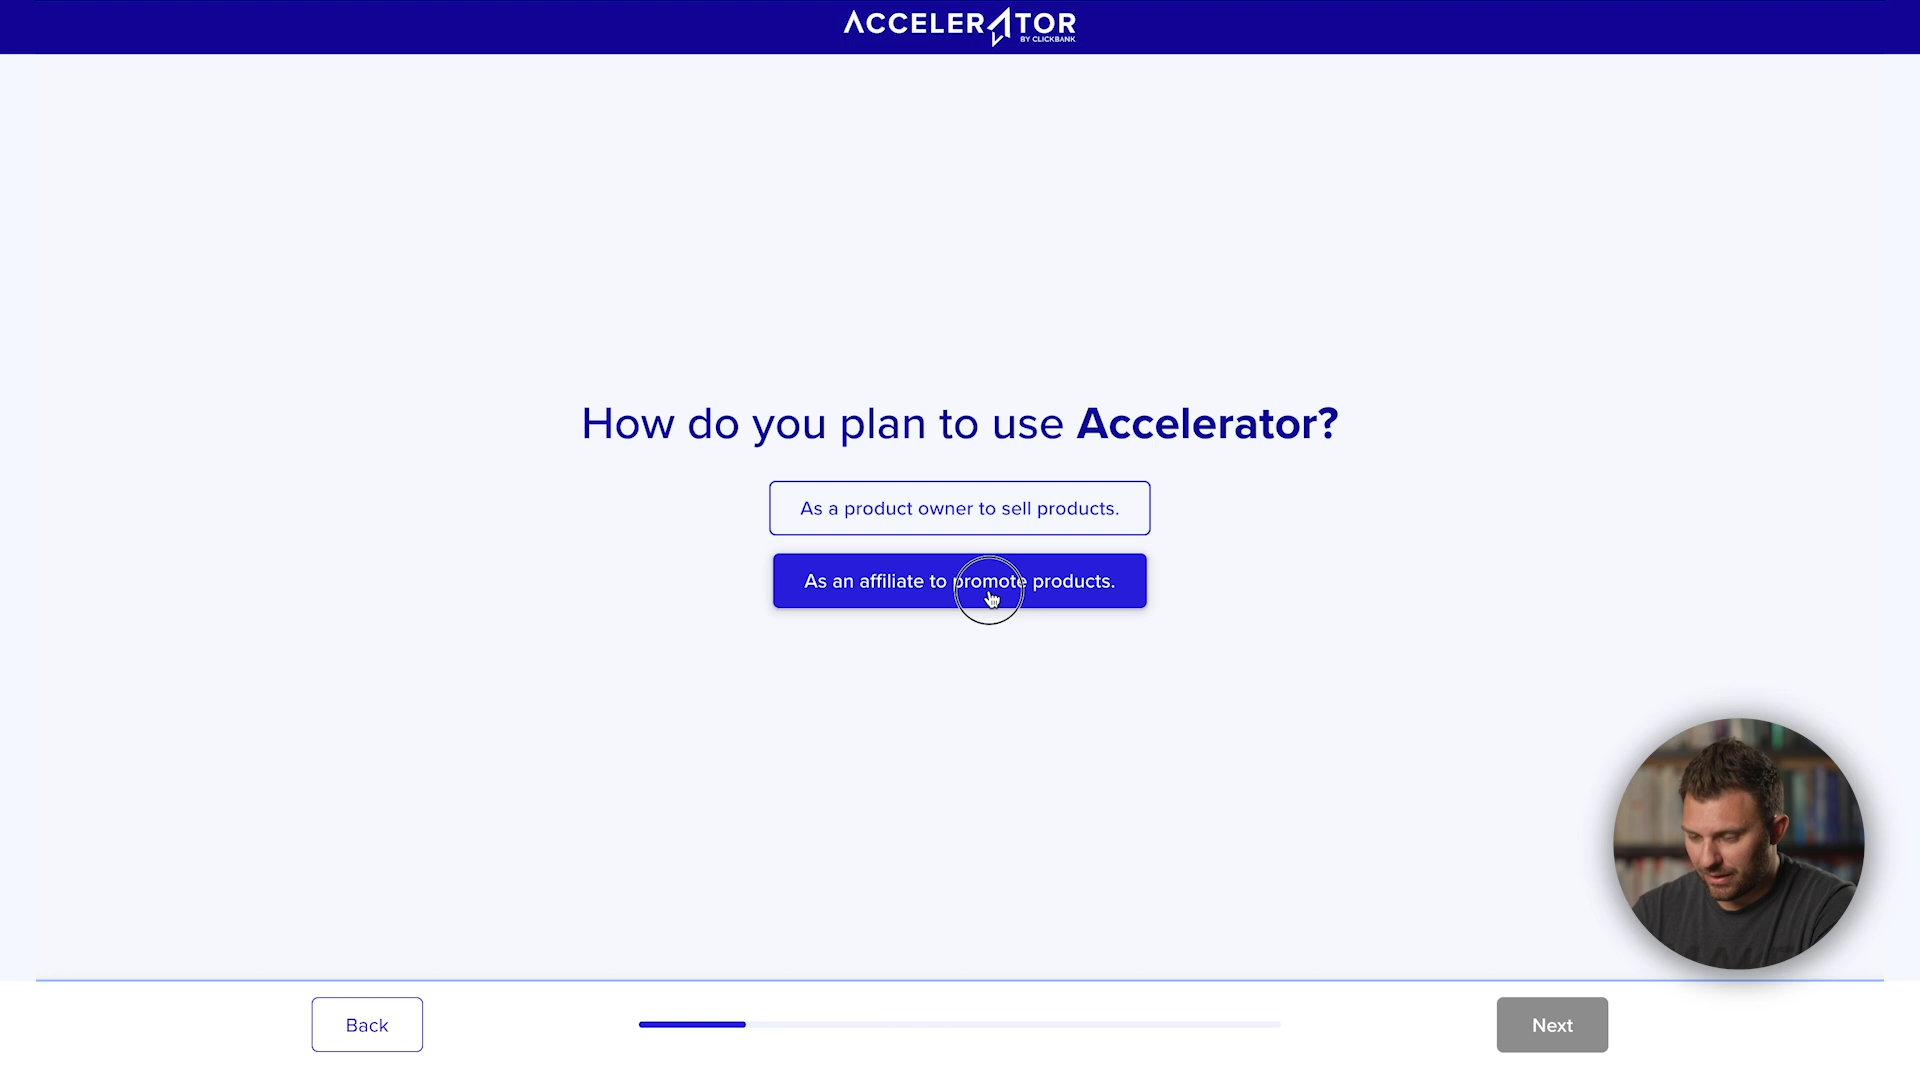 ACCELERATOR
BY CLICKBANK
How do you plan to use Accelerator?
As a product owner to sell products.
As an affiliate to promote products.
Back
Next